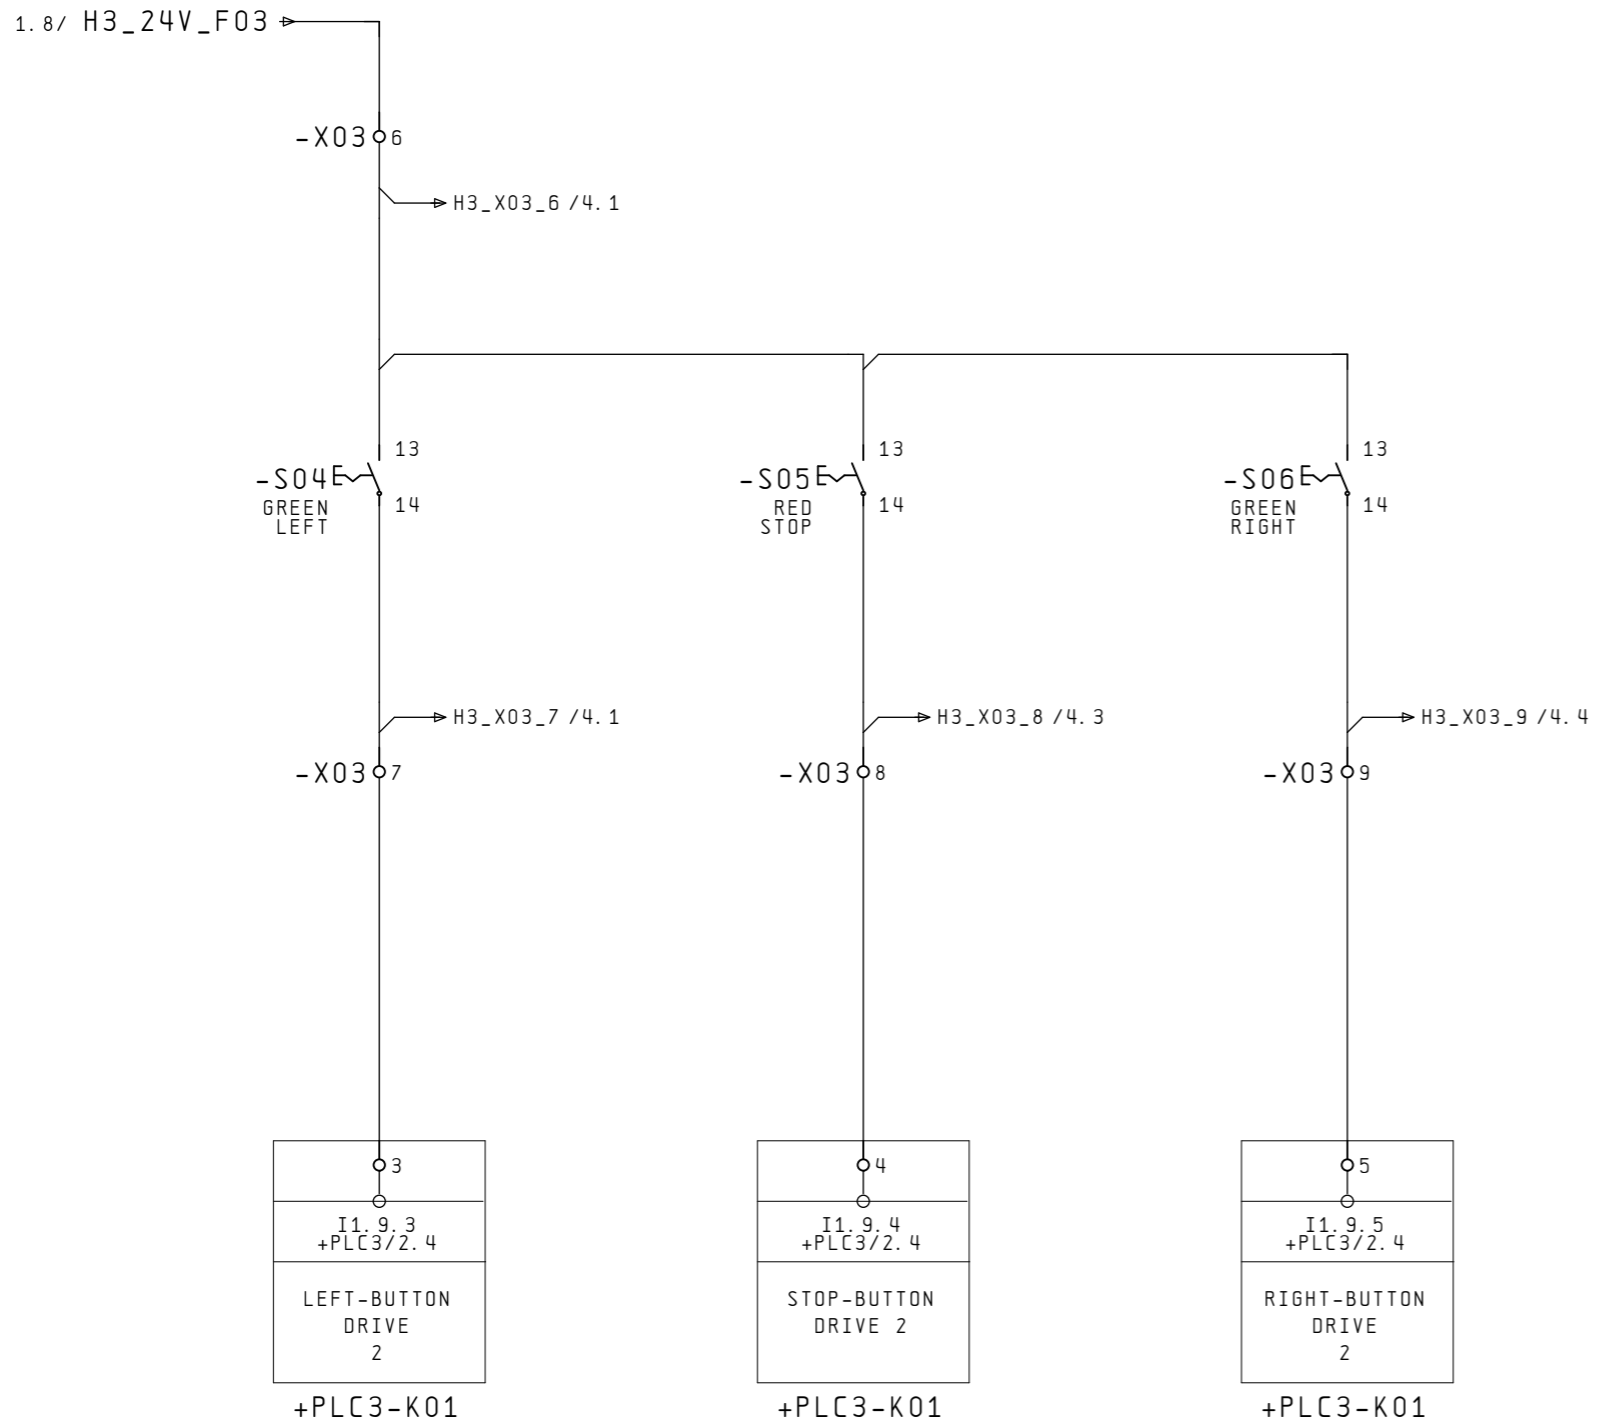 1.8/ H3_24V_F03
-X03 6
H3_X03_6 /4.1
13 13 13
-S04 -S05 -S06
14 14 14
GREEN RED GREEN
LEFT STOP RIGHT
H3_X03_7 /4.1 H3_X03_8 /4.3 H3_X03_9 /4.4
-X03 7 -X03 8 -X03 9
3 4 5
I1.9.3 I1.9.4 I1.9.5
+PLC3/2.4 +PLC3/2.4 +PLC3/2.4
LEFT-BUTTON STOP-BUTTON RIGHT-BUTTON
DRIVE DRIVE 2 DRIVE
2 2
+PLC3-K01 +PLC3-K01 +PLC3-K01